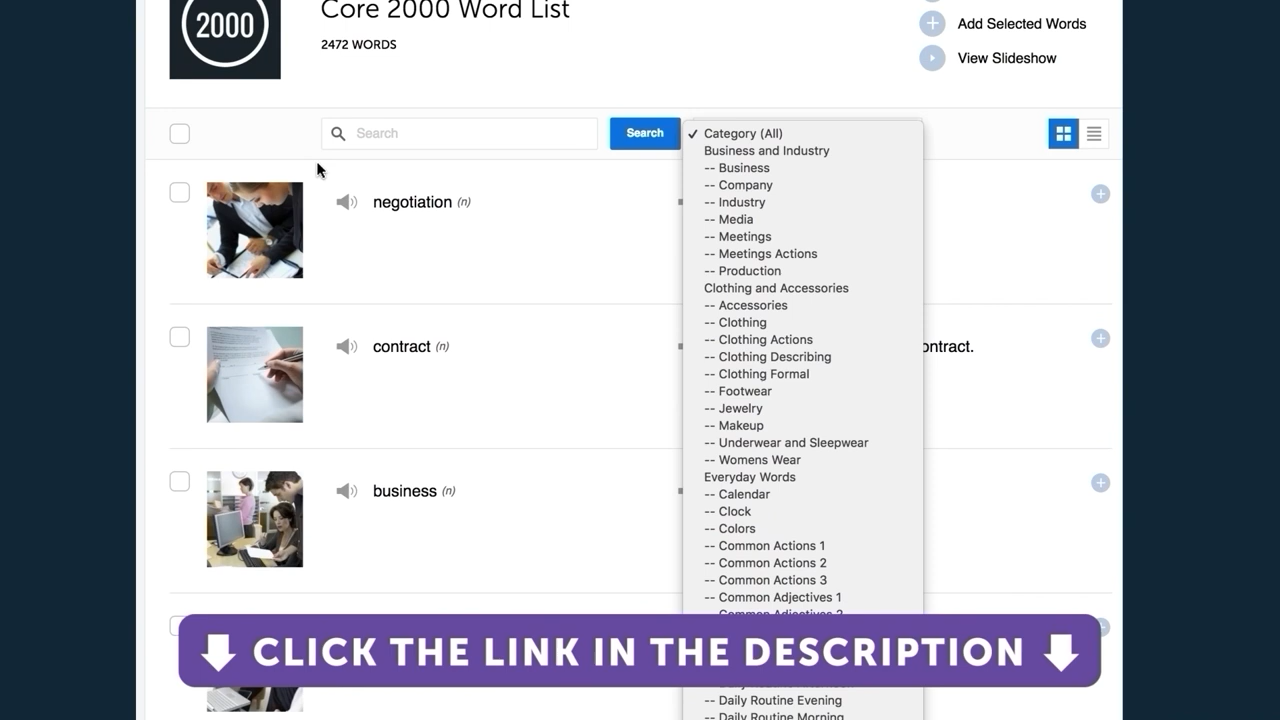 2000
Core 2000 Word List
2472 WORDS
Add Selected Words
View Slideshow
Search
Search
negotiation (n)
contract (n)
ontract.
business (n)
Category (All)
Business and Industry
-- Business
-- Company
-- Industry
-- Media
-- Meetings
-- Meetings Actions
-- Production
Clothing and Accessories
-- Accessories
-- Clothing
-- Clothing Actions
-- Clothing Describing
-- Clothing Formal
-- Footwear
-- Jewelry
-- Makeup
-- Underwear and Sleepwear
-- Womens Wear
Everyday Words
-- Calendar
-- Clock
-- Colors
-- Common Actions 1
-- Common Actions 2
-- Common Actions 3
-- Common Adjectives 1
-- Common Adjectives 2
CLICK THE LINK IN THE DESCRIPTION
-- Daily Routine Evening
-- Daily Routine Morning